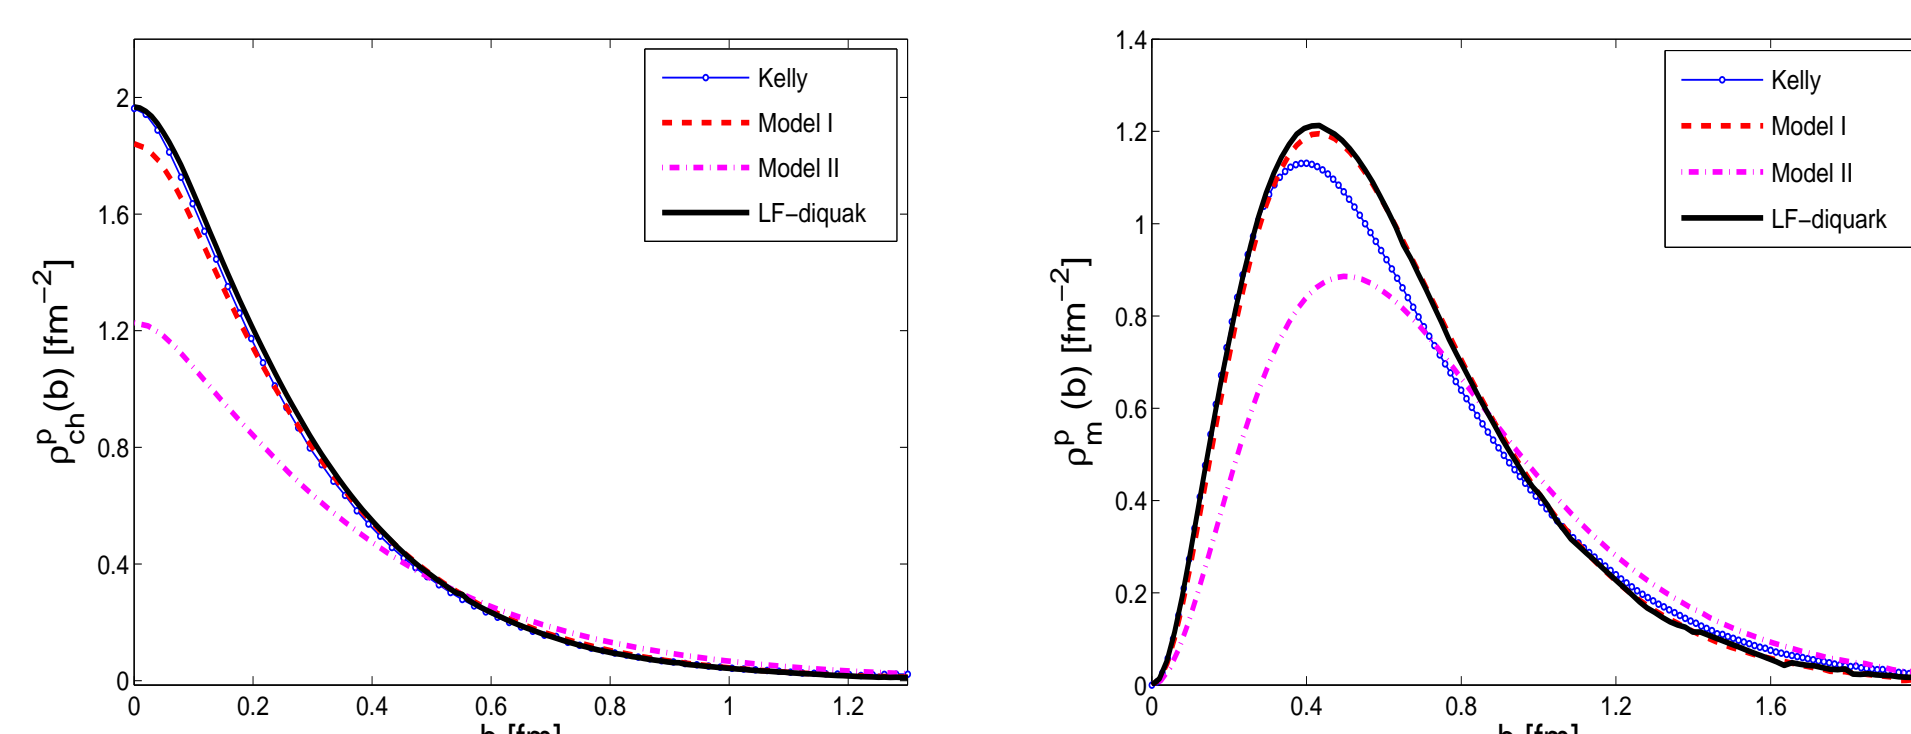 2
1.6
1.2
0.8
0.4
0
0 0.2 0.4 0.6 0.8 1 1.2
ρ^p_ch(b) [fm^−2]
b [fm]
Kelly
Model I
Model II
LF−diquak
1.4
1.2
1
0.8
0.6
0.4
0.2
0
0 0.4 0.8 1.2 1.6
ρ^p_m (b) [fm^−2]
b [fm]
Kelly
Model I
Model II
LF−diquark